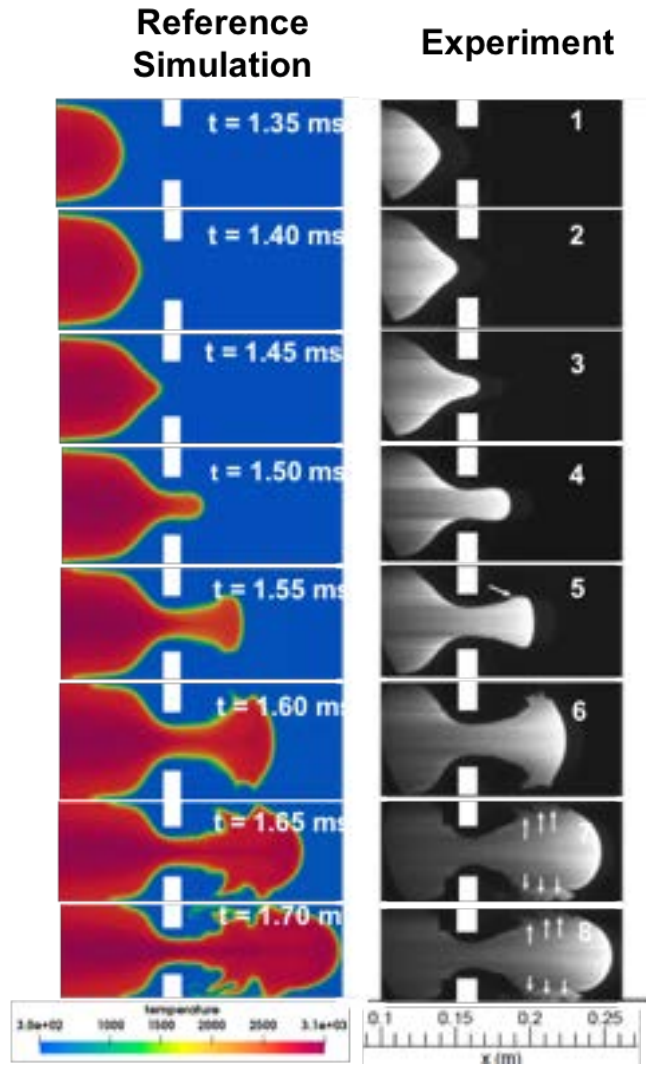 Reference
Simulation
Experiment
t = 1.35 ms
1
t = 1.40 ms
2
t = 1.45 ms
3
t = 1.50 ms
4
t = 1.55 ms
5
t = 1.60 ms
6
t = 1.65 ms
7
t = 1.70 m
8
temperature
3.0e+02 1000 1500 2000 2500 3.1e+03
0.1 0.15 0.2 0.25
x (m)